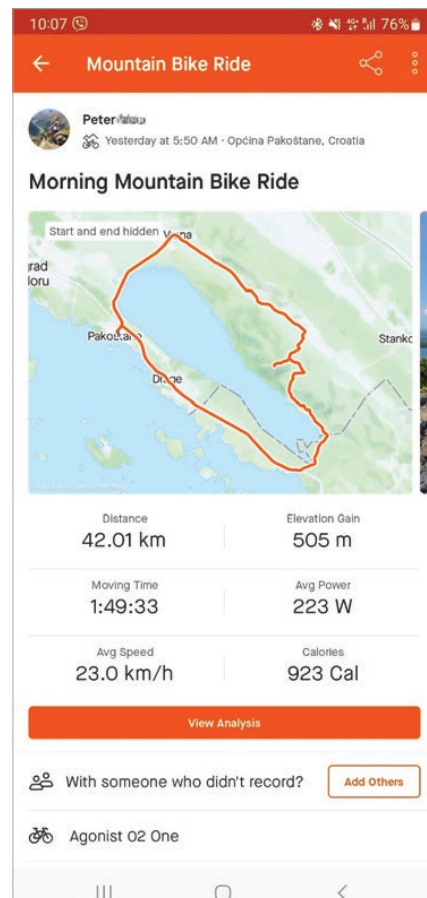 10:07 76%
Mountain Bike Ride
Peter
Yesterday at 5:50 AM · Općina Pakoštane, Croatia
Morning Mountain Bike Ride
Start and end hidden
Distance
42.01 km
Elevation Gain
505 m
Moving Time
1:49:33
Avg Power
223 W
Avg Speed
23.0 km/h
Calories
923 Cal
View Analysis
With someone who didn't record? Add Others
Agonist O2 One